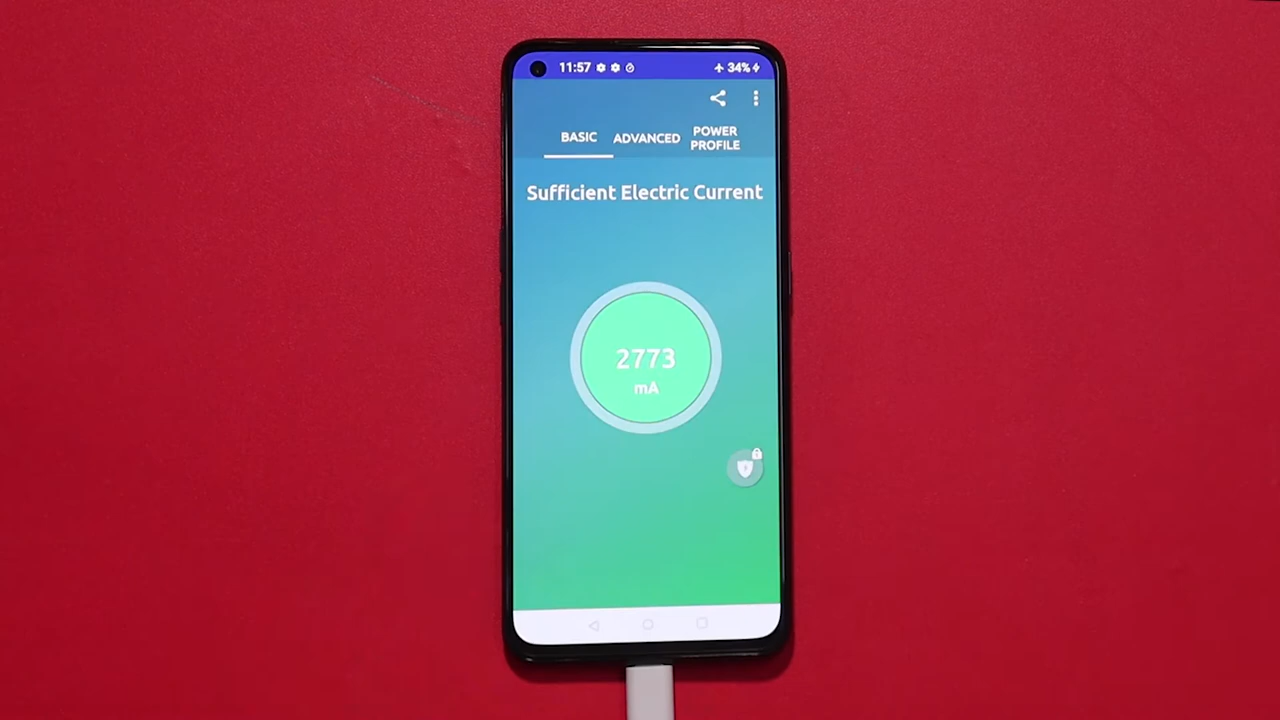 11:57 34%
BASIC ADVANCED POWER PROFILE
Sufficient Electric Current
2773
mA